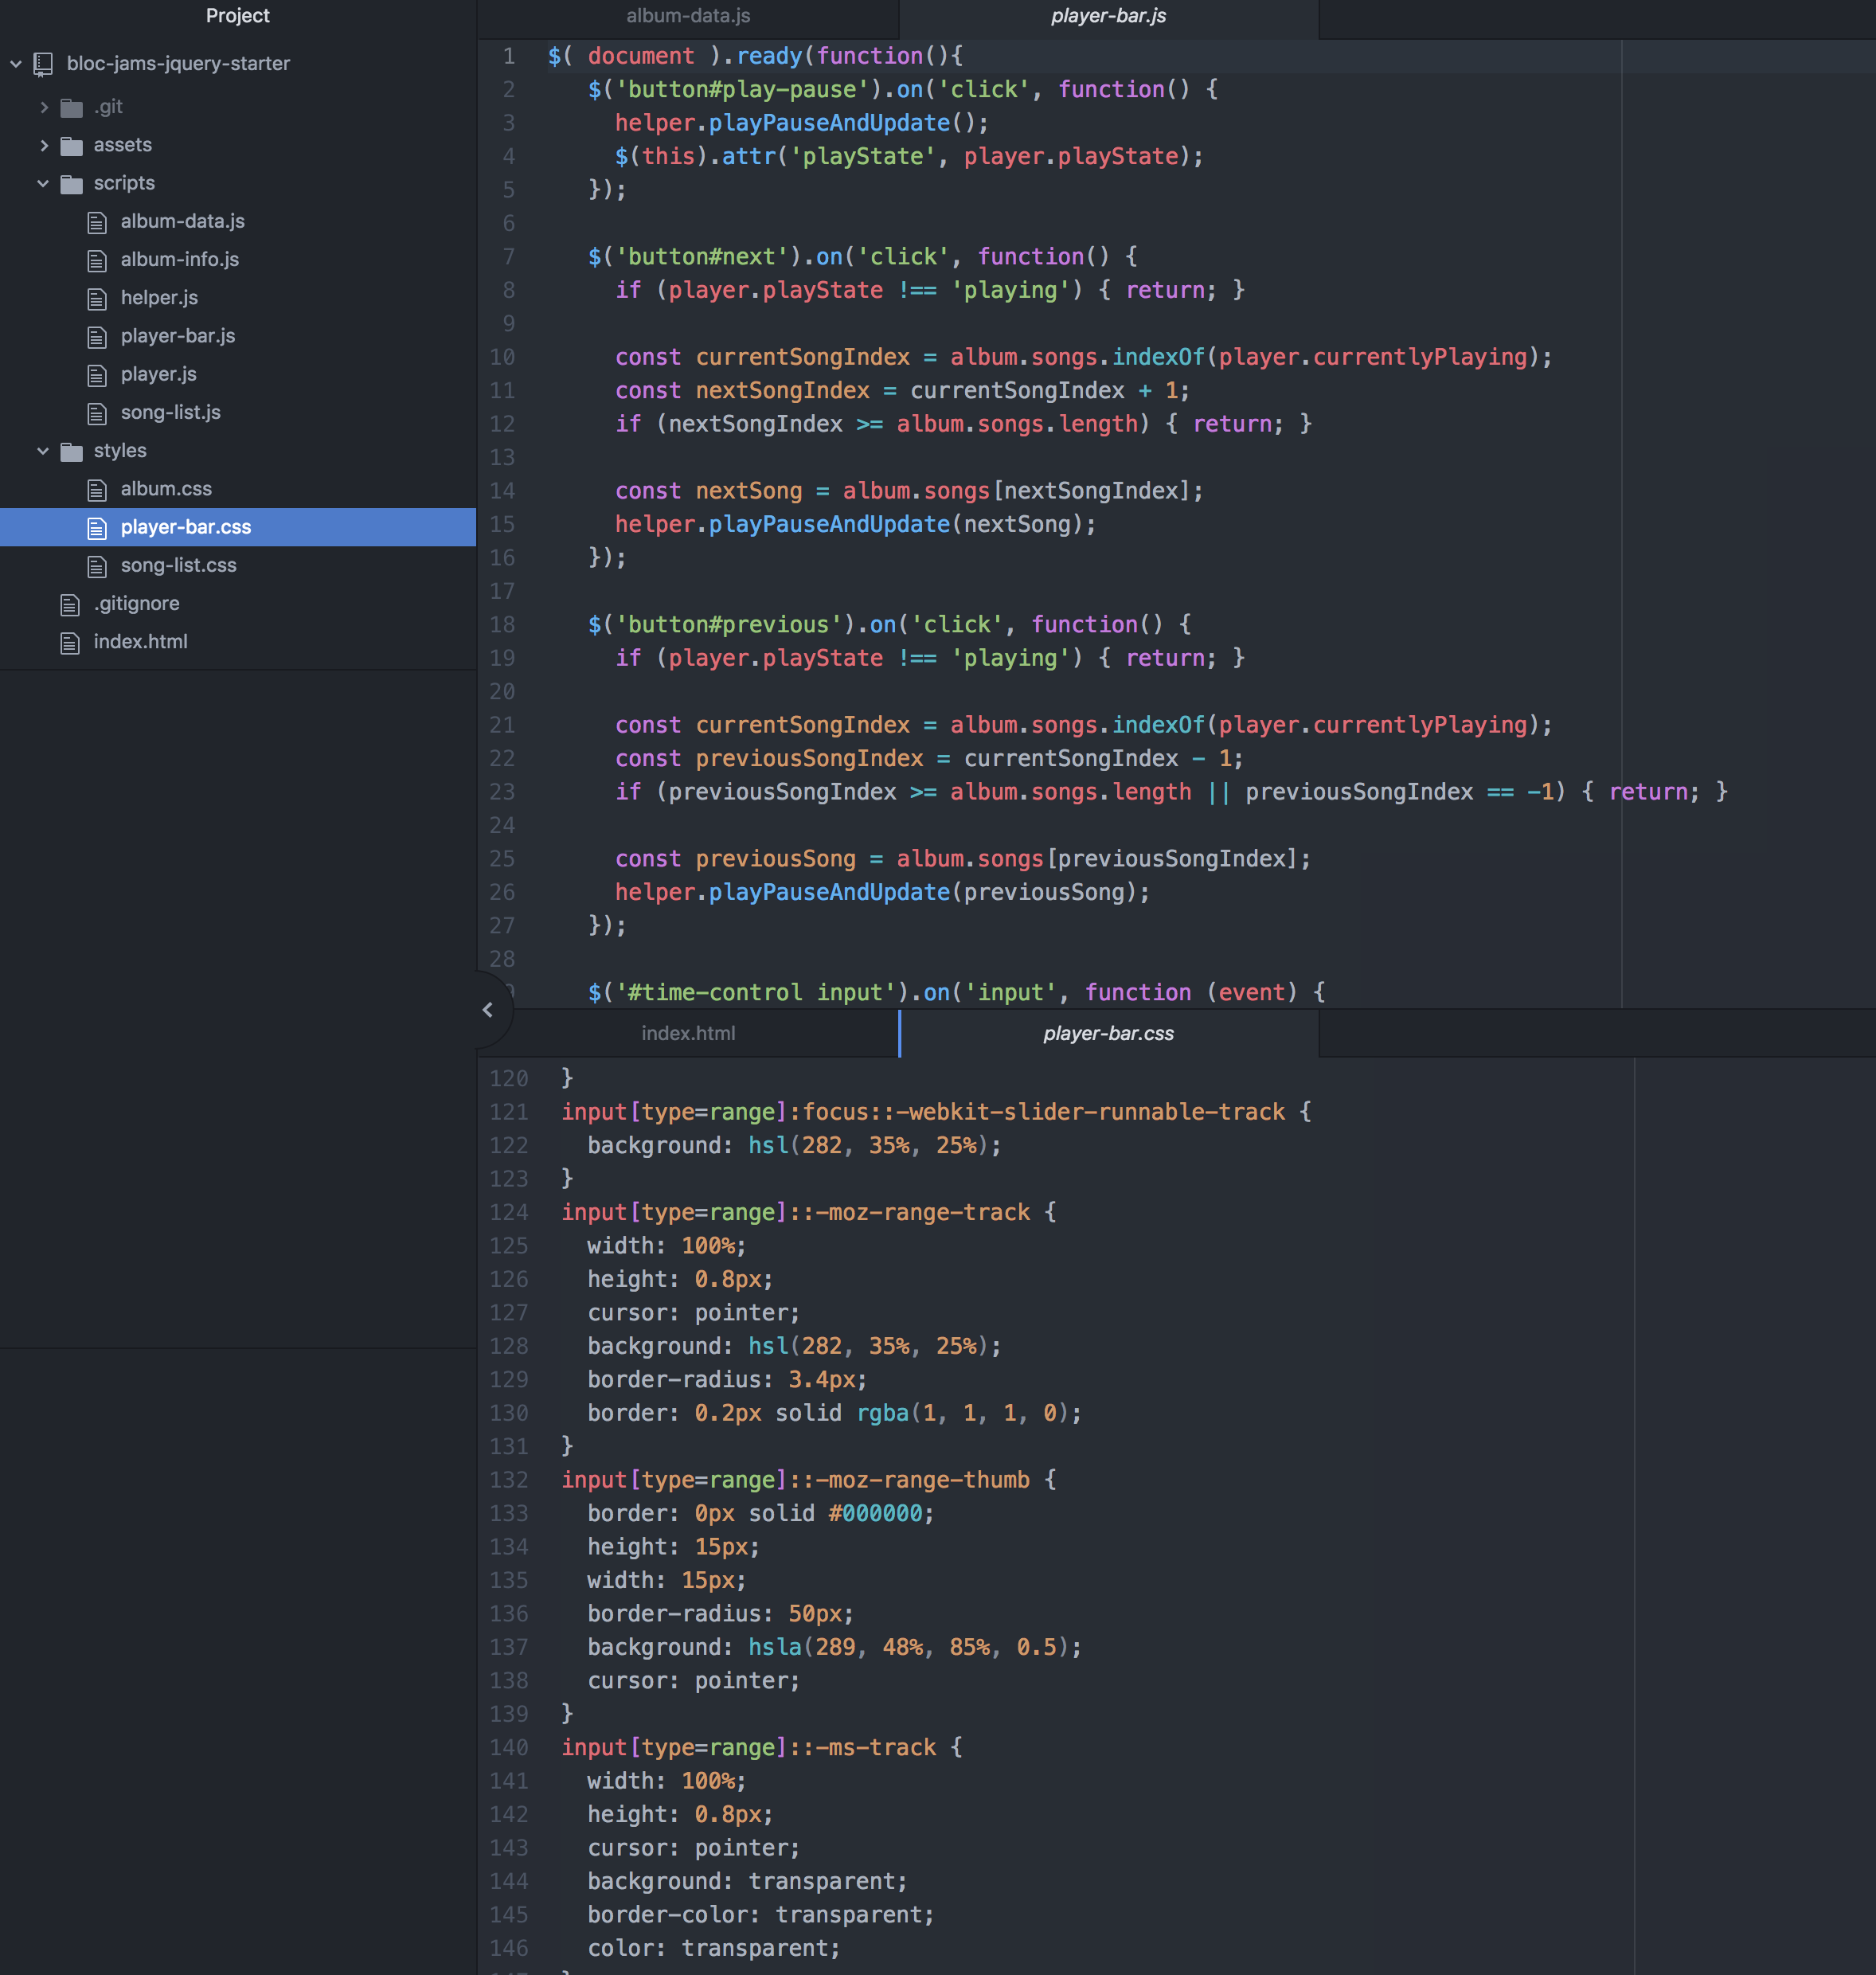 Project
bloc-jams-jquery-starter
.git
assets
scripts
album-data.js
album-info.js
helper.js
player-bar.js
player.js
song-list.js
styles
album.css
player-bar.css
song-list.css
.gitignore
index.html
album-data.js
player-bar.js
1 $( document ).ready(function(){
2 $('button#play-pause').on('click', function() {
3 helper.playPauseAndUpdate();
4 $(this).attr('playState', player.playState);
5 });
6
7 $('button#next').on('click', function() {
8 if (player.playState !== 'playing') { return; }
9
10 const currentSongIndex = album.songs.indexOf(player.currentlyPlaying);
11 const nextSongIndex = currentSongIndex + 1;
12 if (nextSongIndex >= album.songs.length) { return; }
13
14 const nextSong = album.songs[nextSongIndex];
15 helper.playPauseAndUpdate(nextSong);
16 });
17
18 $('button#previous').on('click', function() {
19 if (player.playState !== 'playing') { return; }
20
21 const currentSongIndex = album.songs.indexOf(player.currentlyPlaying);
22 const previousSongIndex = currentSongIndex - 1;
23 if (previousSongIndex >= album.songs.length || previousSongIndex == -1) { return; }
24
25 const previousSong = album.songs[previousSongIndex];
26 helper.playPauseAndUpdate(previousSong);
27 });
28
$('#time-control input').on('input', function (event) {
index.html
player-bar.css
120 }
121 input[type=range]:focus::-webkit-slider-runnable-track {
122 background: hsl(282, 35%, 25%);
123 }
124 input[type=range]::-moz-range-track {
125 width: 100%;
126 height: 0.8px;
127 cursor: pointer;
128 background: hsl(282, 35%, 25%);
129 border-radius: 3.4px;
130 border: 0.2px solid rgba(1, 1, 1, 0);
131 }
132 input[type=range]::-moz-range-thumb {
133 border: 0px solid #000000;
134 height: 15px;
135 width: 15px;
136 border-radius: 50px;
137 background: hsla(289, 48%, 85%, 0.5);
138 cursor: pointer;
139 }
140 input[type=range]::-ms-track {
141 width: 100%;
142 height: 0.8px;
143 cursor: pointer;
144 background: transparent;
145 border-color: transparent;
146 color: transparent;